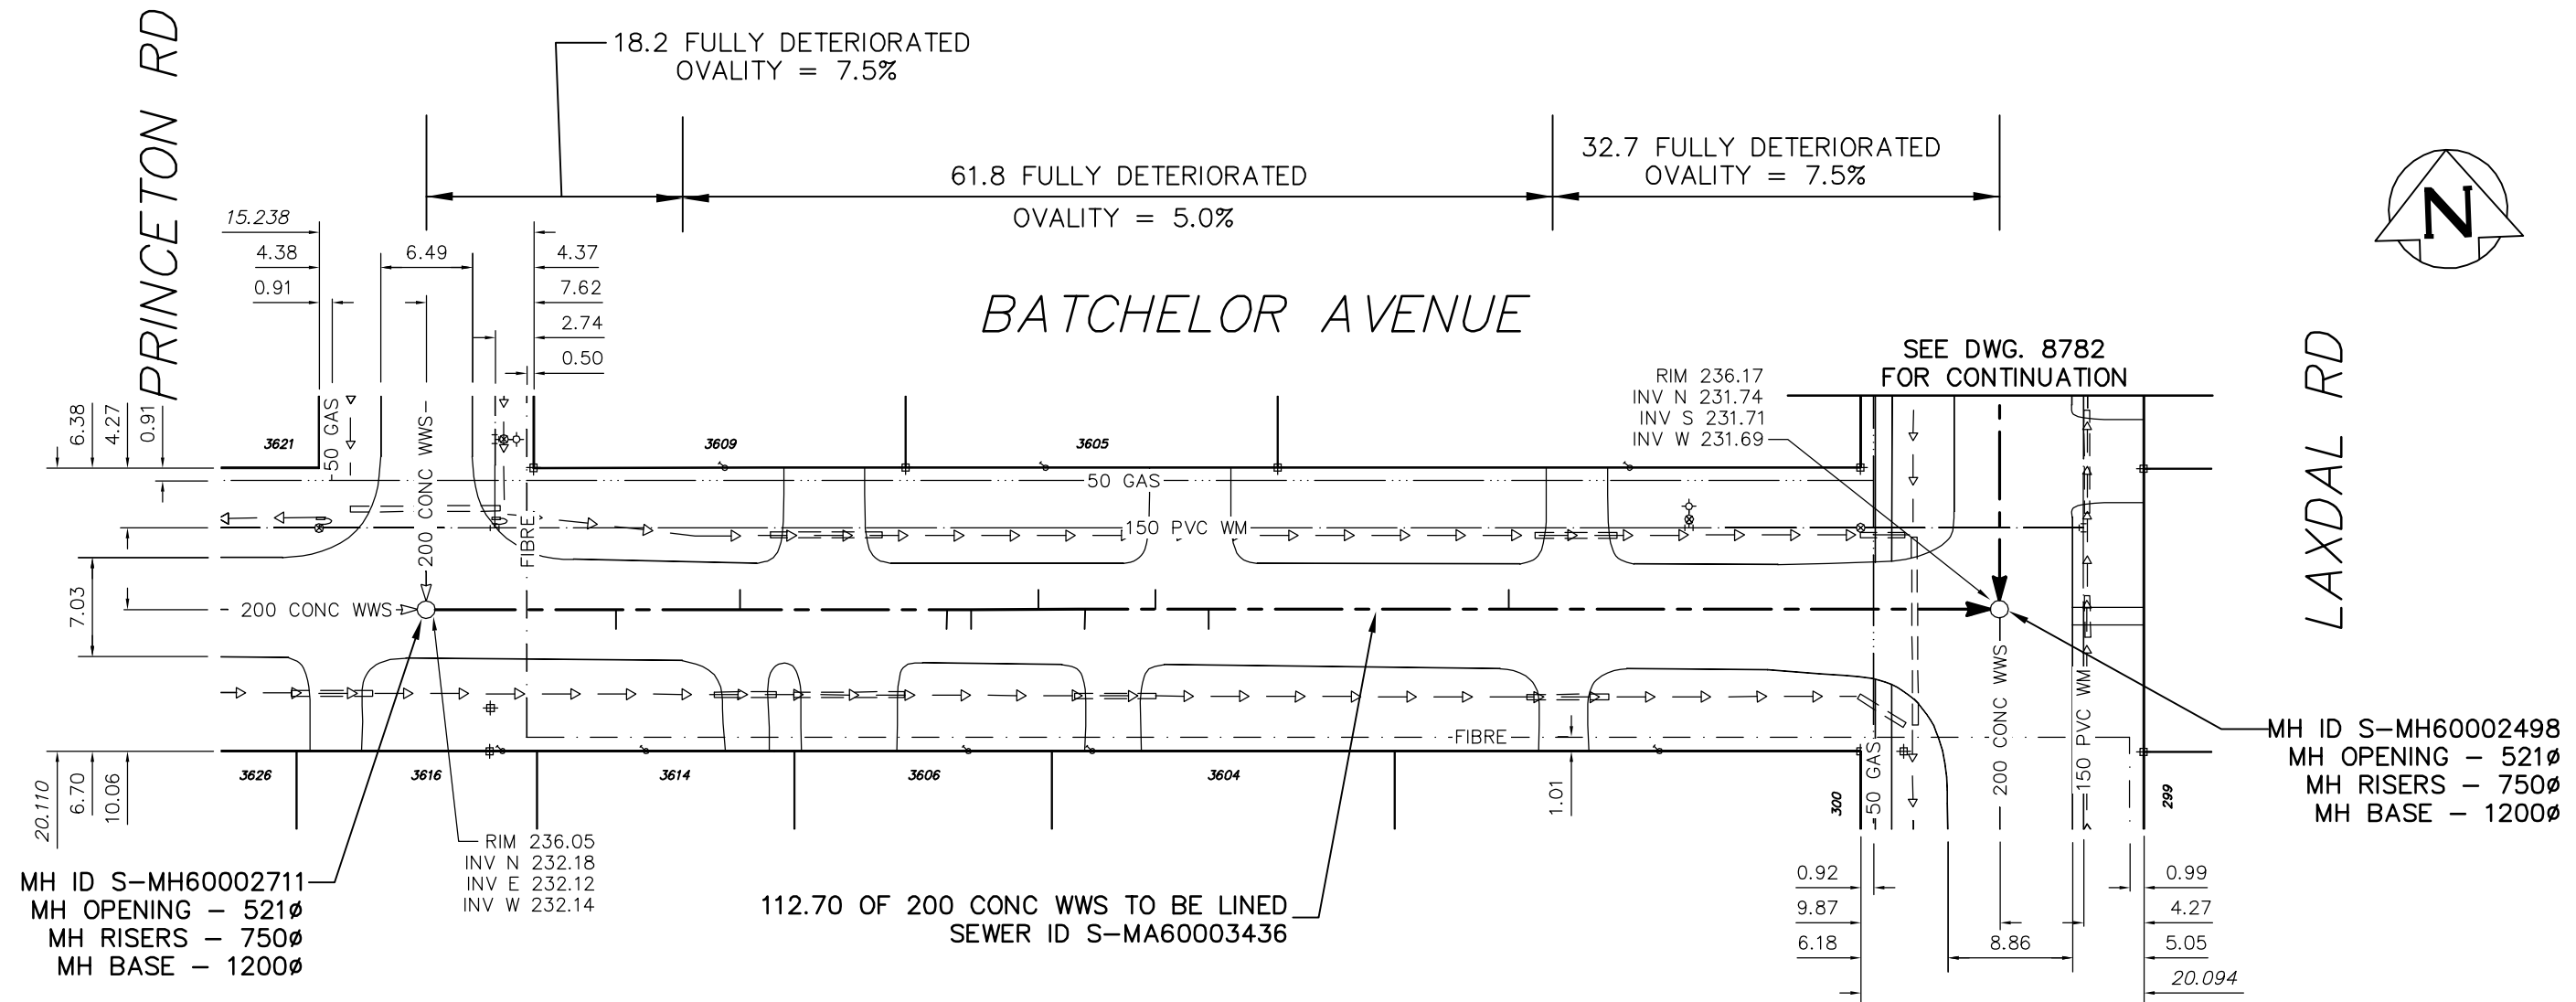 PRINCETON RD
18.2 FULLY DETERIORATED
OVALITY = 7.5%
61.8 FULLY DETERIORATED
OVALITY = 5.0%
32.7 FULLY DETERIORATED
OVALITY = 7.5%
N
15.238
4.38
0.91
6.49
4.37
7.62
2.74
0.50
BATCHELOR AVENUE
SEE DWG. 8782
FOR CONTINUATION
LAXDAL RD
RIM 236.17
INV N 231.74
INV S 231.71
INV W 231.69
6.38
4.27
0.91
3621
50 GAS
200 CONC WWS
3609
3605
50 GAS
FIBRE
150 PVC WM
7.03
200 CONC WWS
FIBRE
50 GAS
200 CONC WWS
150 PVC WM
20.110
6.70
10.06
3626
3616
3614
3606
3604
1.01
300
299
MH ID S-MH60002498
MH OPENING - 521ø
MH RISERS - 750ø
MH BASE - 1200ø
RIM 236.05
INV N 232.18
INV E 232.12
INV W 232.14
MH ID S-MH60002711
MH OPENING - 521ø
MH RISERS - 750ø
MH BASE - 1200ø
112.70 OF 200 CONC WWS TO BE LINED
SEWER ID S-MA60003436
0.92
9.87
6.18
8.86
0.99
4.27
5.05
20.094